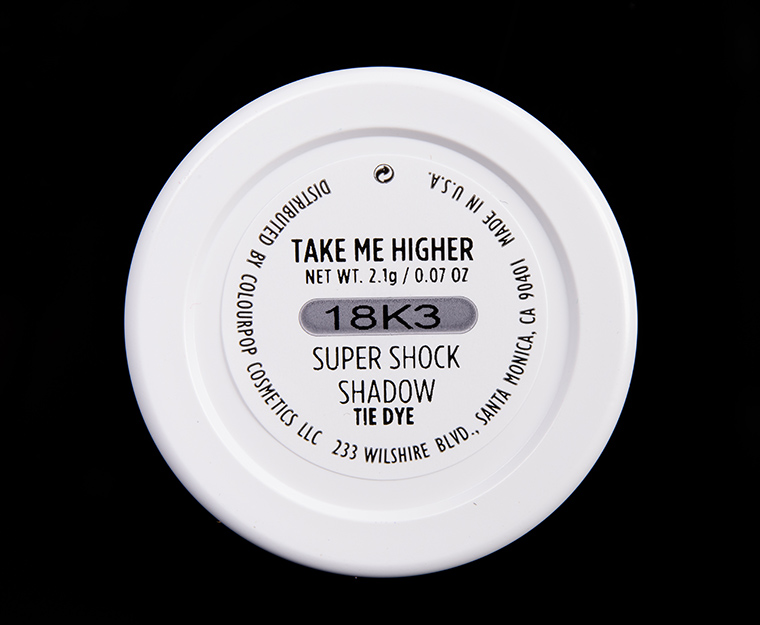 TAKE ME HIGHER
NET WT. 2.1g / 0.07 OZ
18K3
SUPER SHOCK
SHADOW
TIE DYE
DISTRIBUTED BY COLOURPOP COSMETICS LLC 233 WILSHIRE BLVD., SANTA MONICA, CA 90401 MADE IN U.S.A.